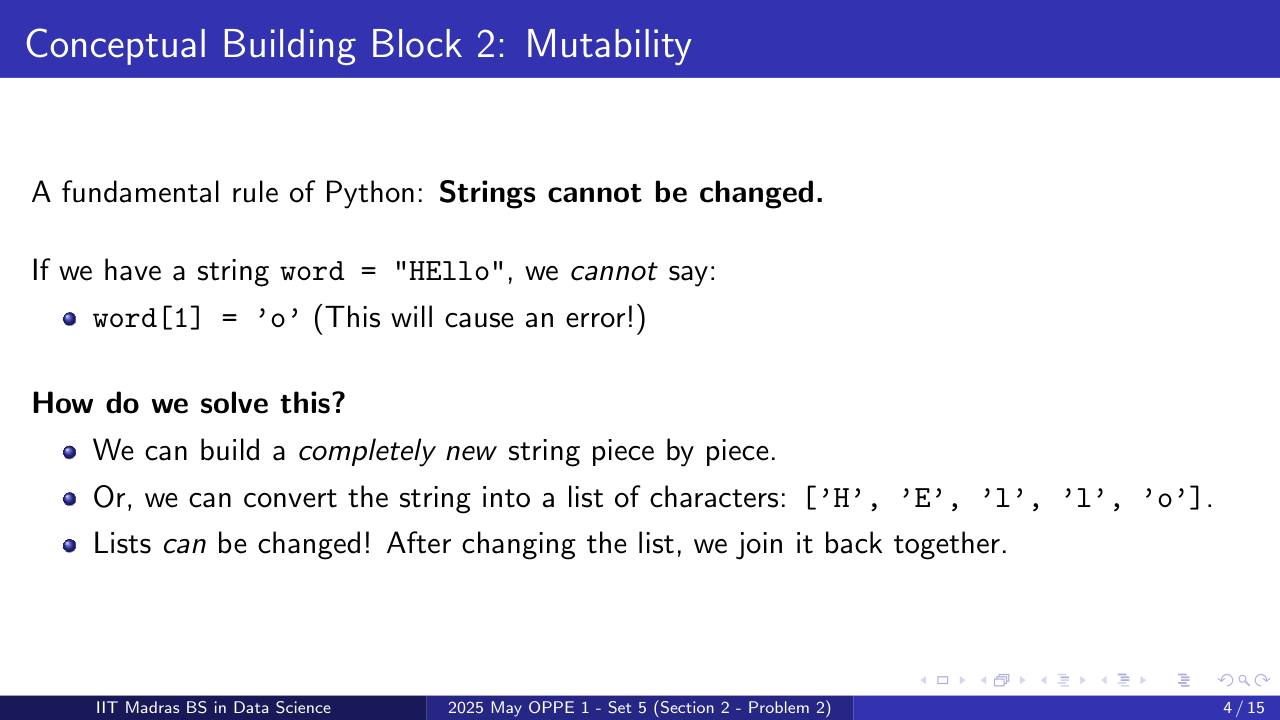 Conceptual Building Block 2: Mutability
A fundamental rule of Python: Strings cannot be changed.
If we have a string word = "HEllo", we cannot say:
word[1] = ’o’ (This will cause an error!)
How do we solve this?
We can build a completely new string piece by piece.
Or, we can convert the string into a list of characters: [’H’, ’E’, ’l’, ’l’, ’o’].
Lists can be changed! After changing the list, we join it back together.
IIT Madras BS in Data Science
2025 May OPPE 1 - Set 5 (Section 2 - Problem 2)
4 / 15